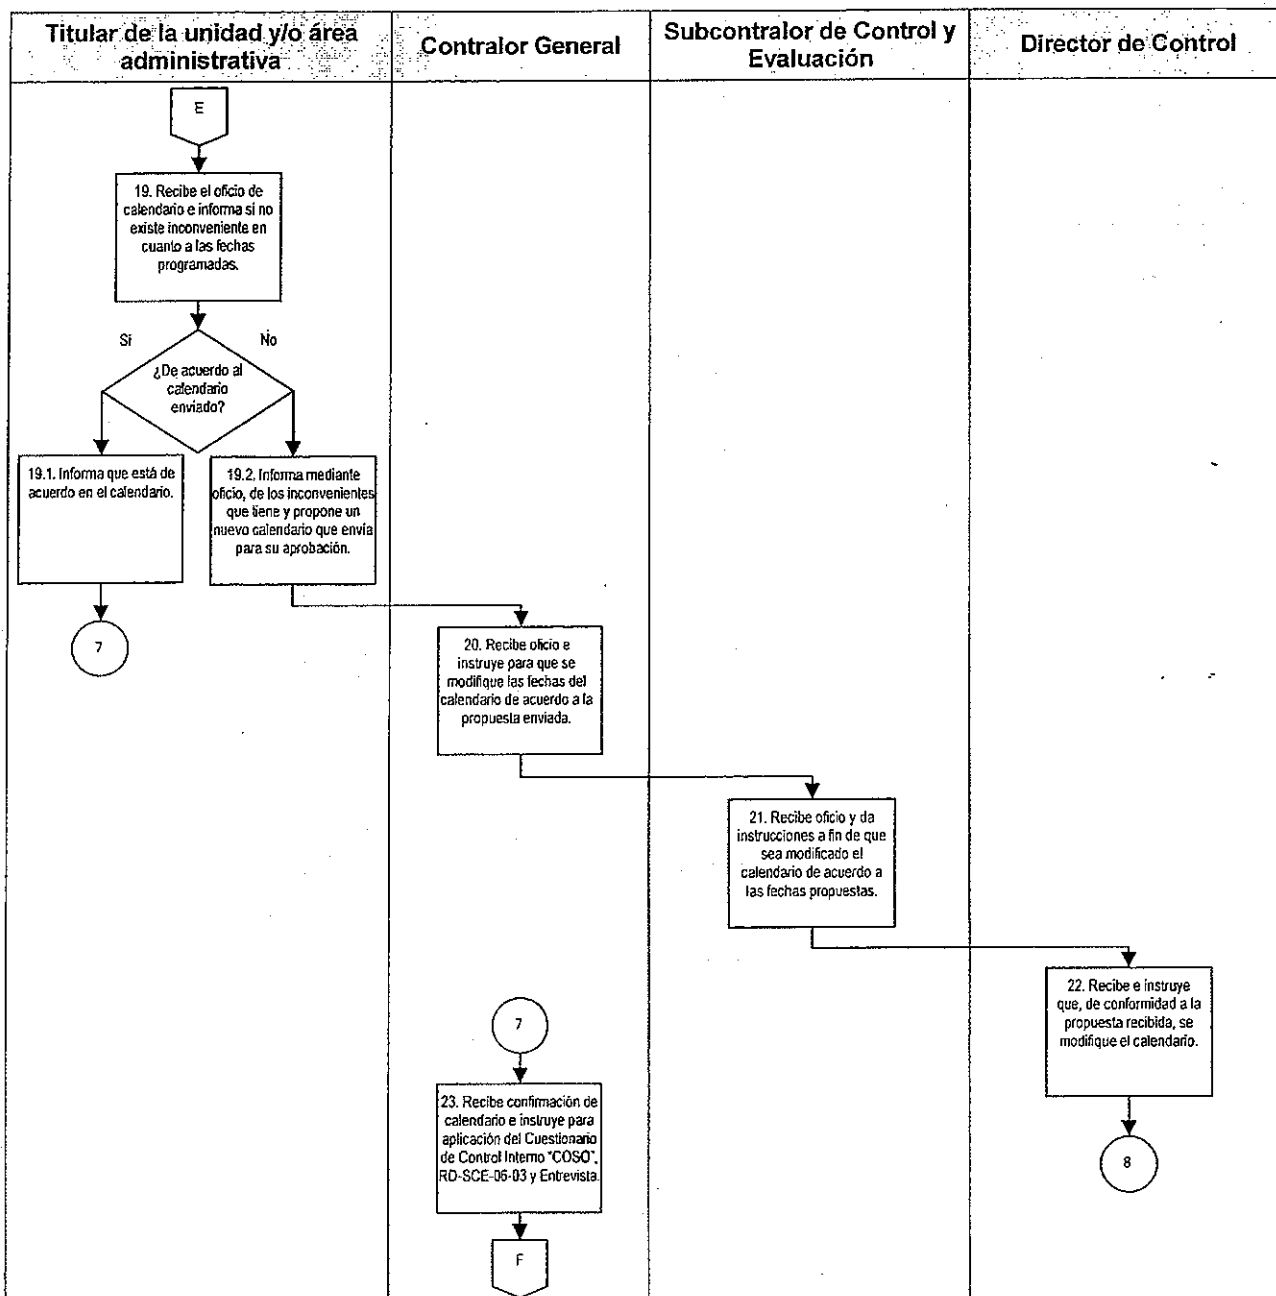 Titular de la unidad y/o área
administrativa
Contralor General
Subcontralor de Control y
Evaluación
Director de Control
E
19. Recibe el oficio de
calendario e informa si no
existe inconveniente en
cuanto a las fechas
programadas.
Si
No
¿De acuerdo al
calendario
enviado?
19.1. Informa que está de
acuerdo en el calendario.
19.2. Informa mediante
oficio, de los inconvenientes
que tiene y propone un
nuevo calendario que envía
para su aprobación.
7
20. Recibe oficio e
instruye para que se
modifique las fechas del
calendario de acuerdo a la
propuesta enviada.
21. Recibe oficio y da
instrucciones a fin de que
sea modificado el
calendario de acuerdo a
las fechas propuestas.
22. Recibe e instruye
que, de conformidad a la
propuesta recibida, se
modifique el calendario.
7
23. Recibe confirmación de
calendario e instruye para
aplicación del Cuestionario
de Control Interno "COSO",
RD-SCE-06-03 y Entrevista.
8
F